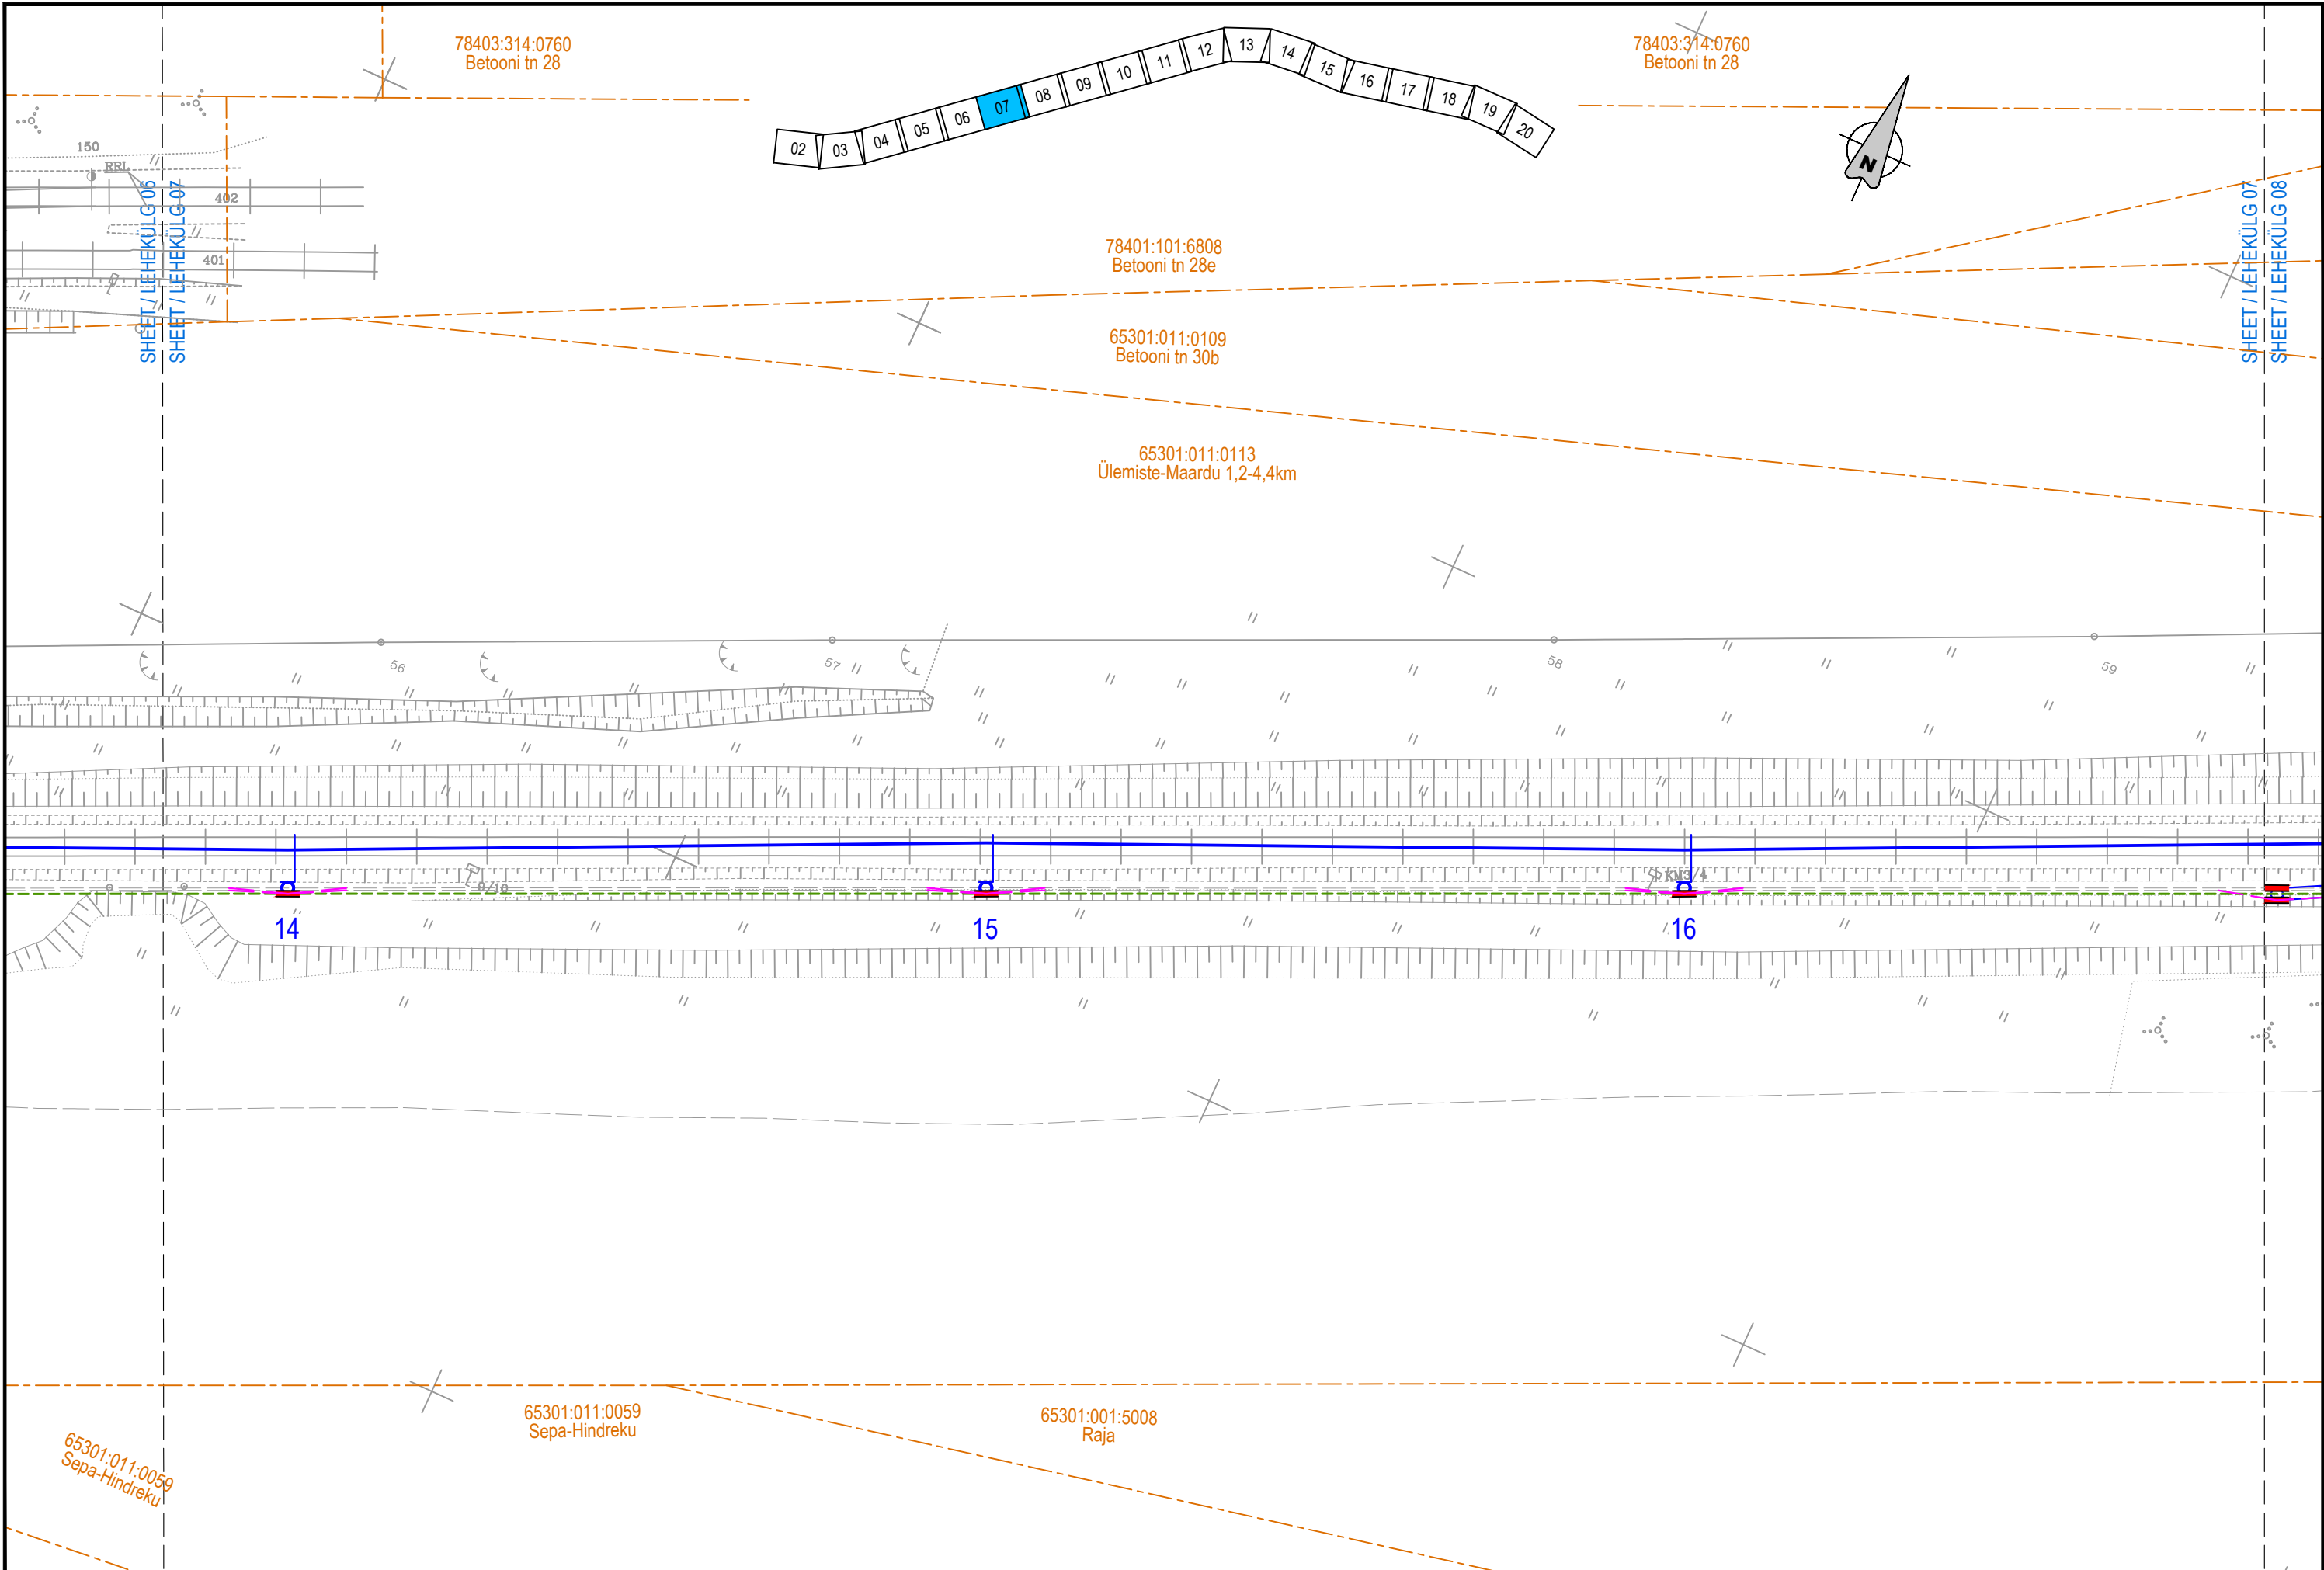 78403:314:0760
Betooni tn 28
78403:314:0760
Betooni tn 28
02 03 04 05 06 07 08 09 10 11 12 13 14 15 16 17 18 19 20
N
150
RRL
402
401
SHEET / LEHEKÜLG 06
SHEET / LEHEKÜLG 07
SHEET / LEHEKÜLG 07
SHEET / LEHEKÜLG 08
78401:101:6808
Betooni tn 28e
65301:011:0109
Betooni tn 30b
65301:011:0113
Ülemiste-Maardu 1,2-4,4km
56
57
58
59
9/10
KM3/4
14
15
16
65301:011:0059
Sepa-Hindreku
65301:001:5008
Raja
65301:011:0059
Sepa-Hindreku